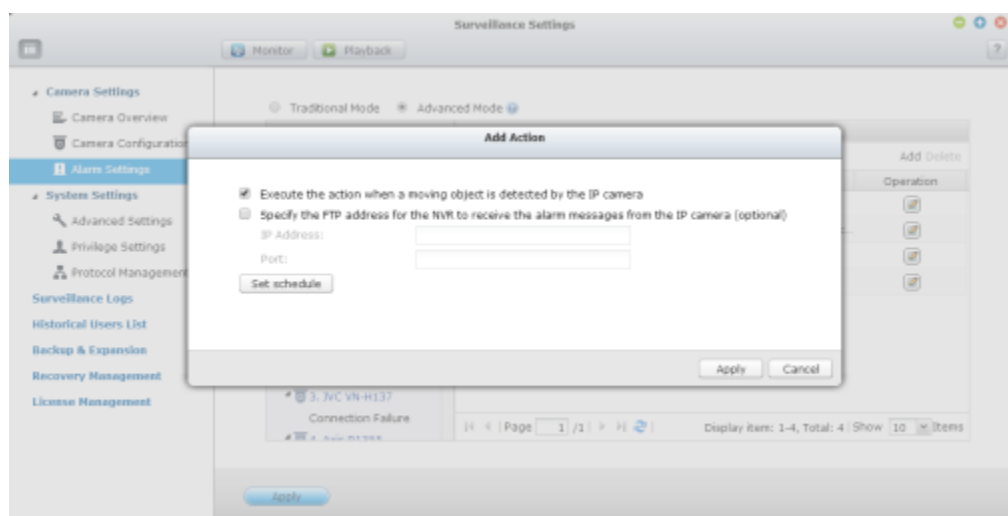 Surveillance Settings
Monitor
Playback
?
Camera Settings
Camera Overview
Camera Configuration
Alarm Settings
System Settings
Advanced Settings
Privilege Settings
Protocol Management
Surveillance Logs
Historical Users List
Backup & Expansion
Recovery Management
License Management
Traditional Mode
Advanced Mode
Add Delete
Operation
Add Action
Execute the action when a moving object is detected by the IP camera
Specify the FTP address for the NVR to receive the alarm messages from the IP camera (optional)
IP Address:
Port:
Set schedule
Apply
Cancel
3. JVC VN-H137
Connection Failure
Page 1 /1
Display item: 1-4, Total: 4
Show 10 Items
Apply